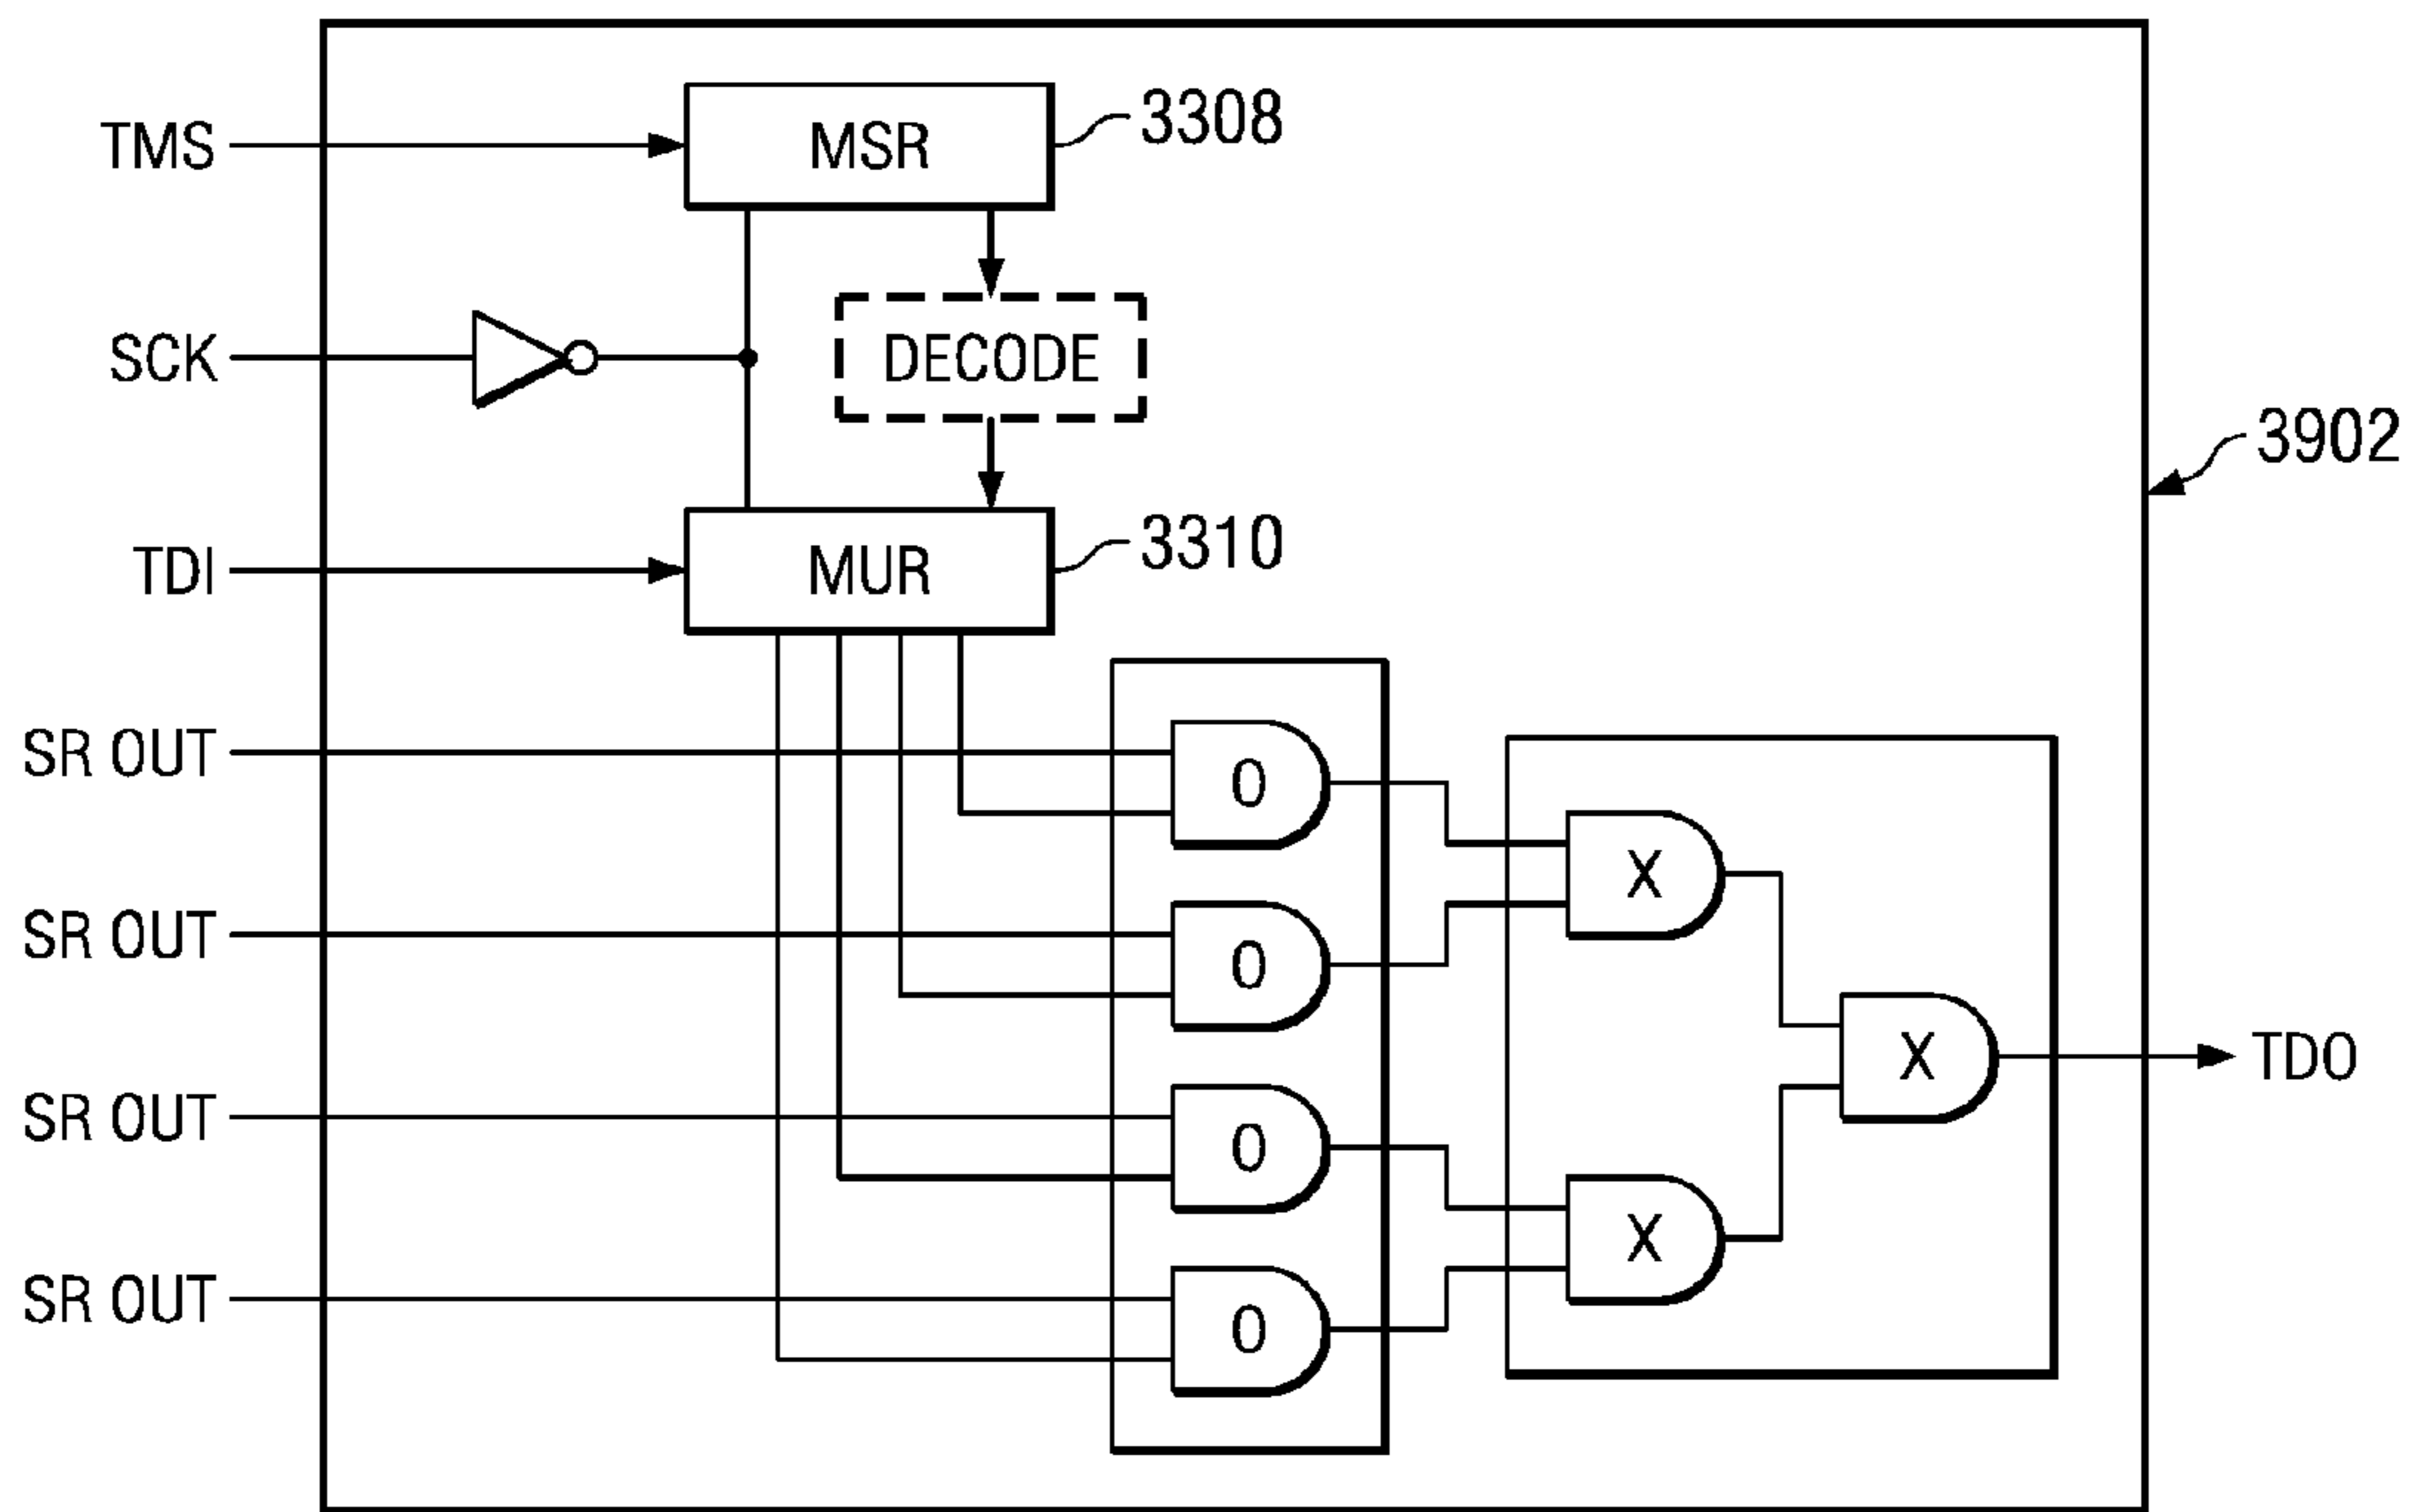 TMS
MSR
3308
SCK
DECODE
3902
TDI
MUR
3310
SR OUT
O
X
SR OUT
O
X
TDO
SR OUT
O
X
SR OUT
O